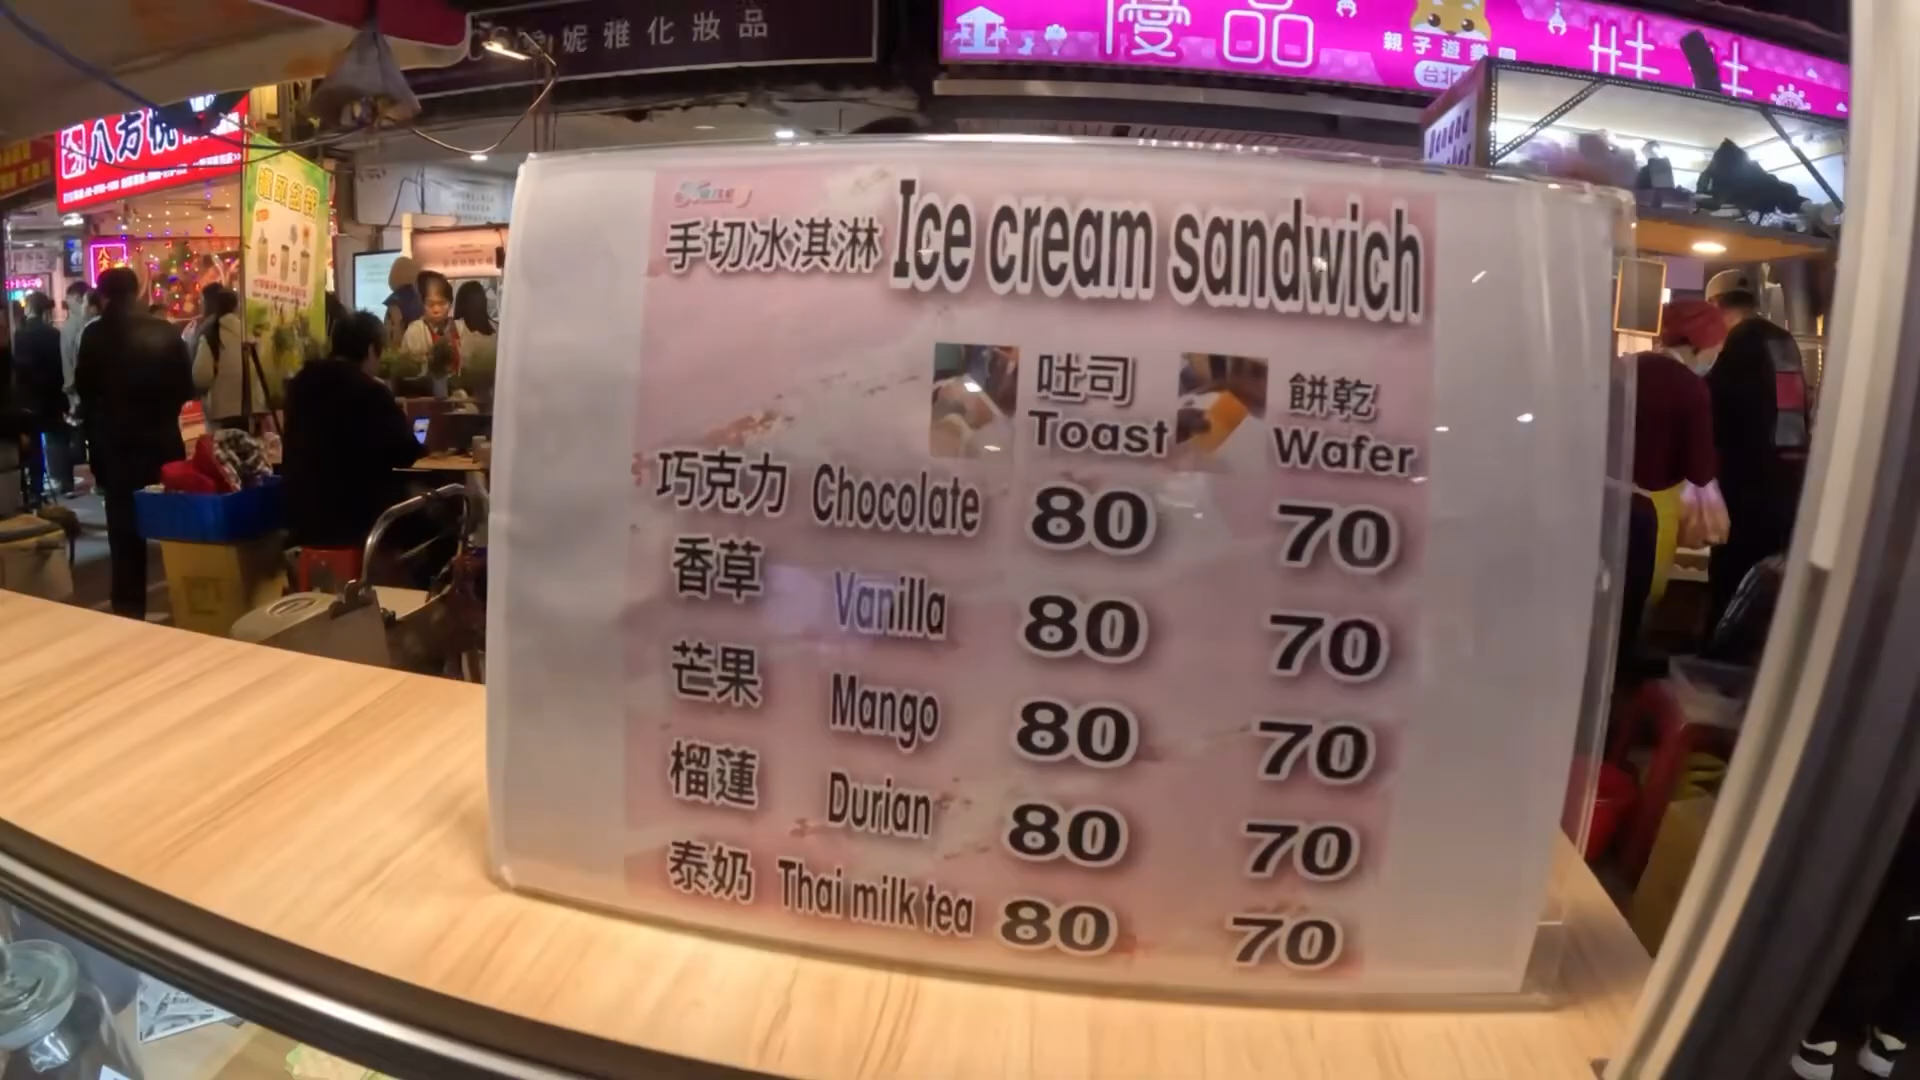 妮雅化妝品
優品
親子遊樂園
八方悅
手切冰淇淋 Ice cream sandwich
吐司 餅乾
Toast Wafer
巧克力 Chocolate 80 70
香草 Vanilla 80 70
芒果 Mango 80 70
榴蓮 Durian 80 70
泰奶 Thai milk tea 80 70